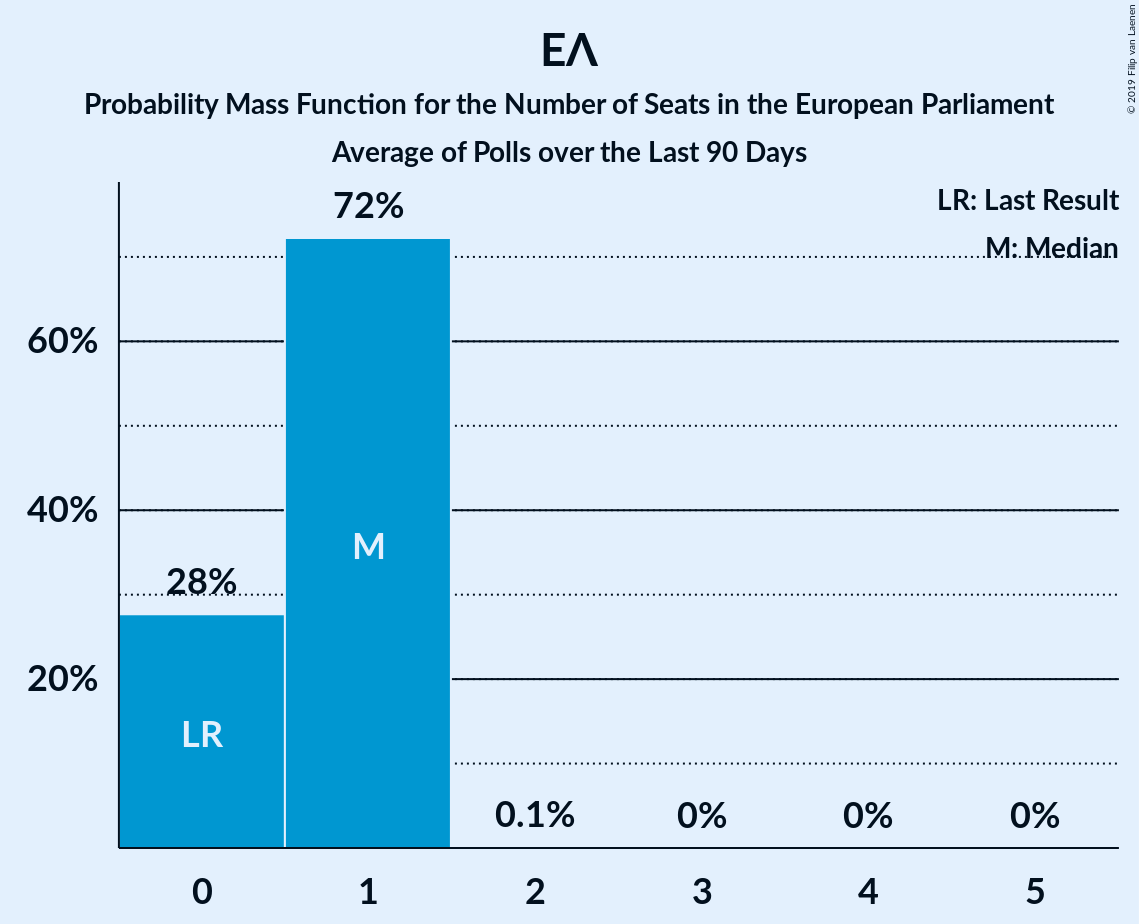 ΕΛ
Probability Mass Function for the Number of Seats in the European Parliament
Average of Polls over the Last 90 Days
© 2019 Filip van Laenen
LR: Last Result
M: Median
72%
60%
40%
28%
20%
M
LR
0.1%
0%
0%
0%
0
1
2
3
4
5